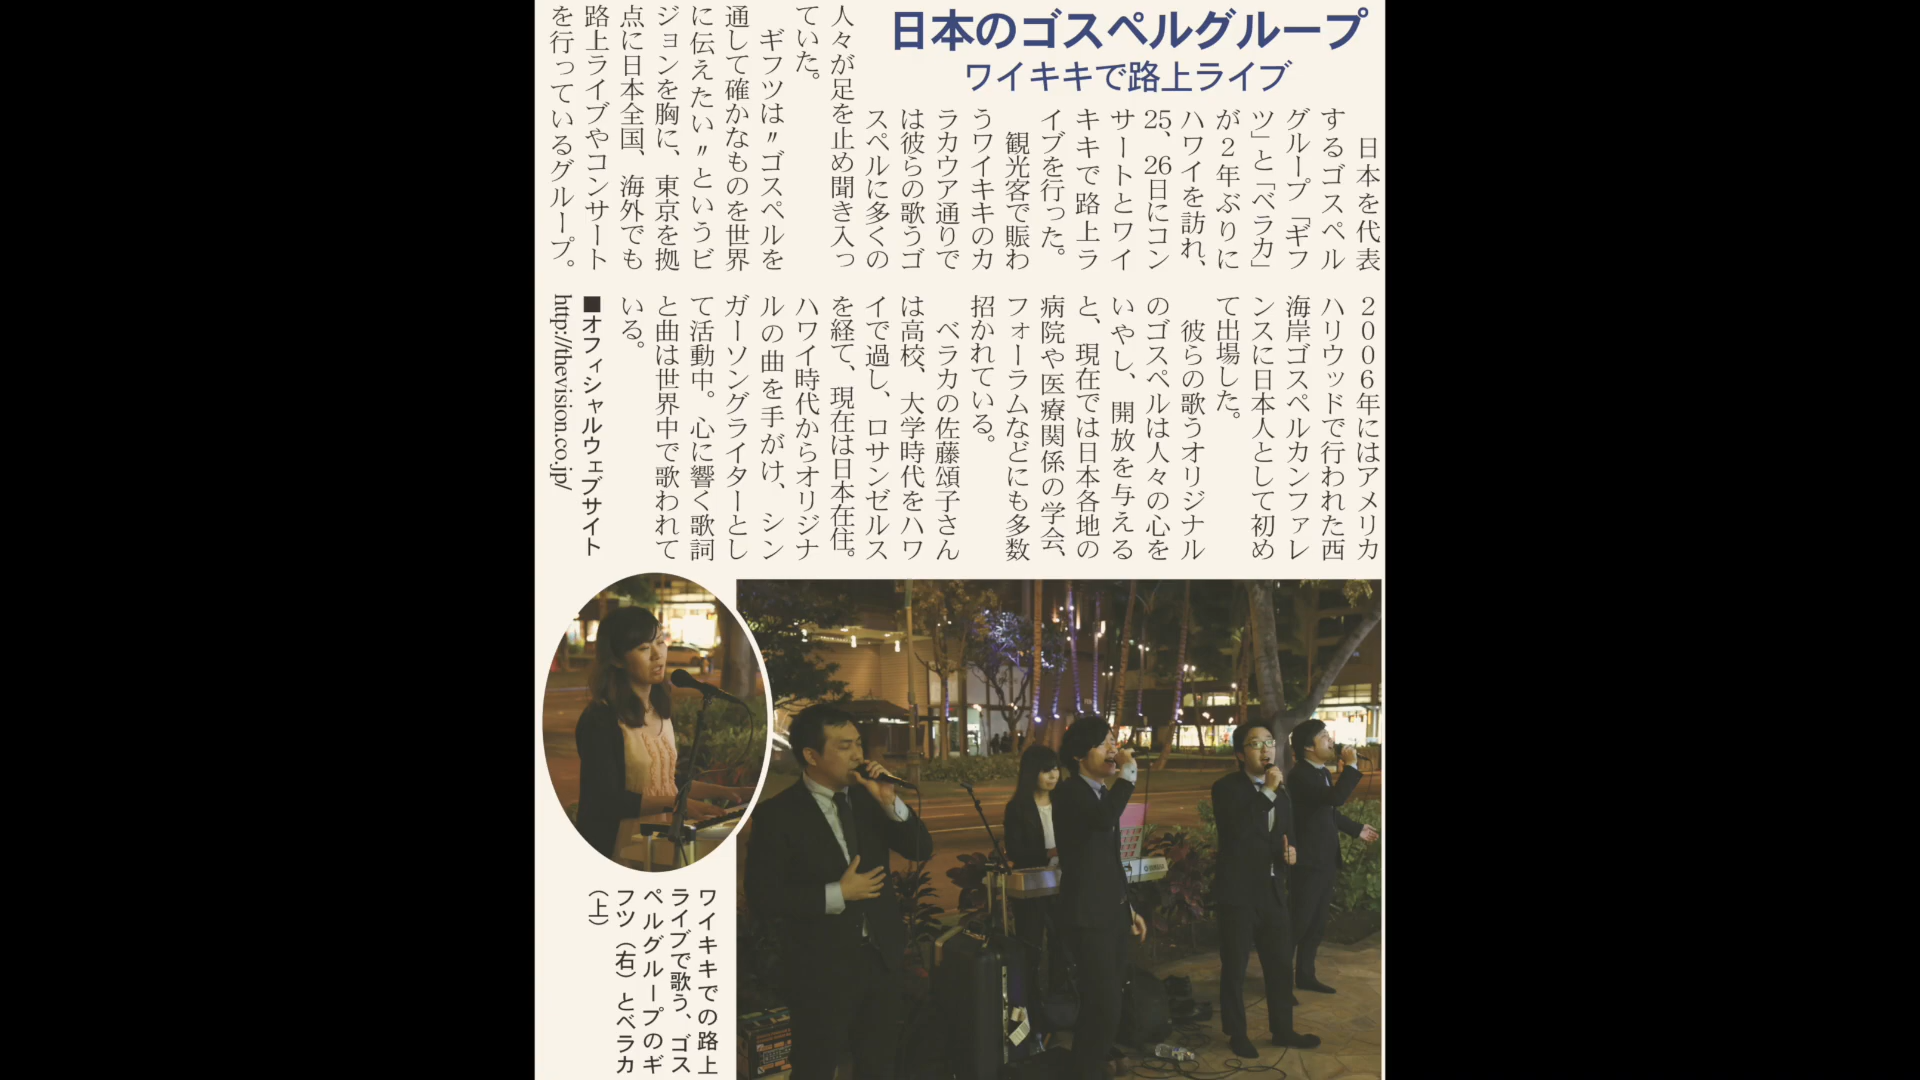 日本のゴスペルグループ
ワイキキで路上ライブ
日本を代表
するゴスペル
グループ「ギフ
ツ」と「ベラカ」
が２年ぶりに
ハワイを訪れ、
25、26日にコン
サートとワイ
キキで路上ラ
イブを行った。
観光客で賑わ
うワイキキのカ
ラカウア通りで
は彼らの歌うゴ
スペルに多くの
人々が足を止め聞き入っ
ていた。
ギフツは〃ゴスペルを
通して確かなものを世界
に伝えたい〃というビ
ジョンを胸に、東京を拠
点に日本全国、海外でも
路上ライブやコンサート
を行っているグループ。
２００６年にはアメリカ
ハリウッドで行われた西
海岸ゴスペルカンファレ
ンスに日本人として初め
て出場した。
彼らの歌うオリジナル
のゴスペルは人々の心を
いやし、開放を与える
と、現在では日本各地の
病院や医療関係の学会、
フォーラムなどにも多数
招かれている。
ベラカの佐藤頌子さん
は高校、大学時代をハワ
イで過し、ロサンゼルス
を経て、現在は日本在住。
ハワイ時代からオリジナ
ルの曲を手がけ、シン
ガーソングライターとし
て活動中。心に響く歌詞
と曲は世界中で歌われて
いる。
■オフィシャルウェブサイト
http://thevision.co.jp/
ワイキキでの路上
ライブで歌う、ゴス
ペルグループのギ
フツ（右）とベラカ
（上）